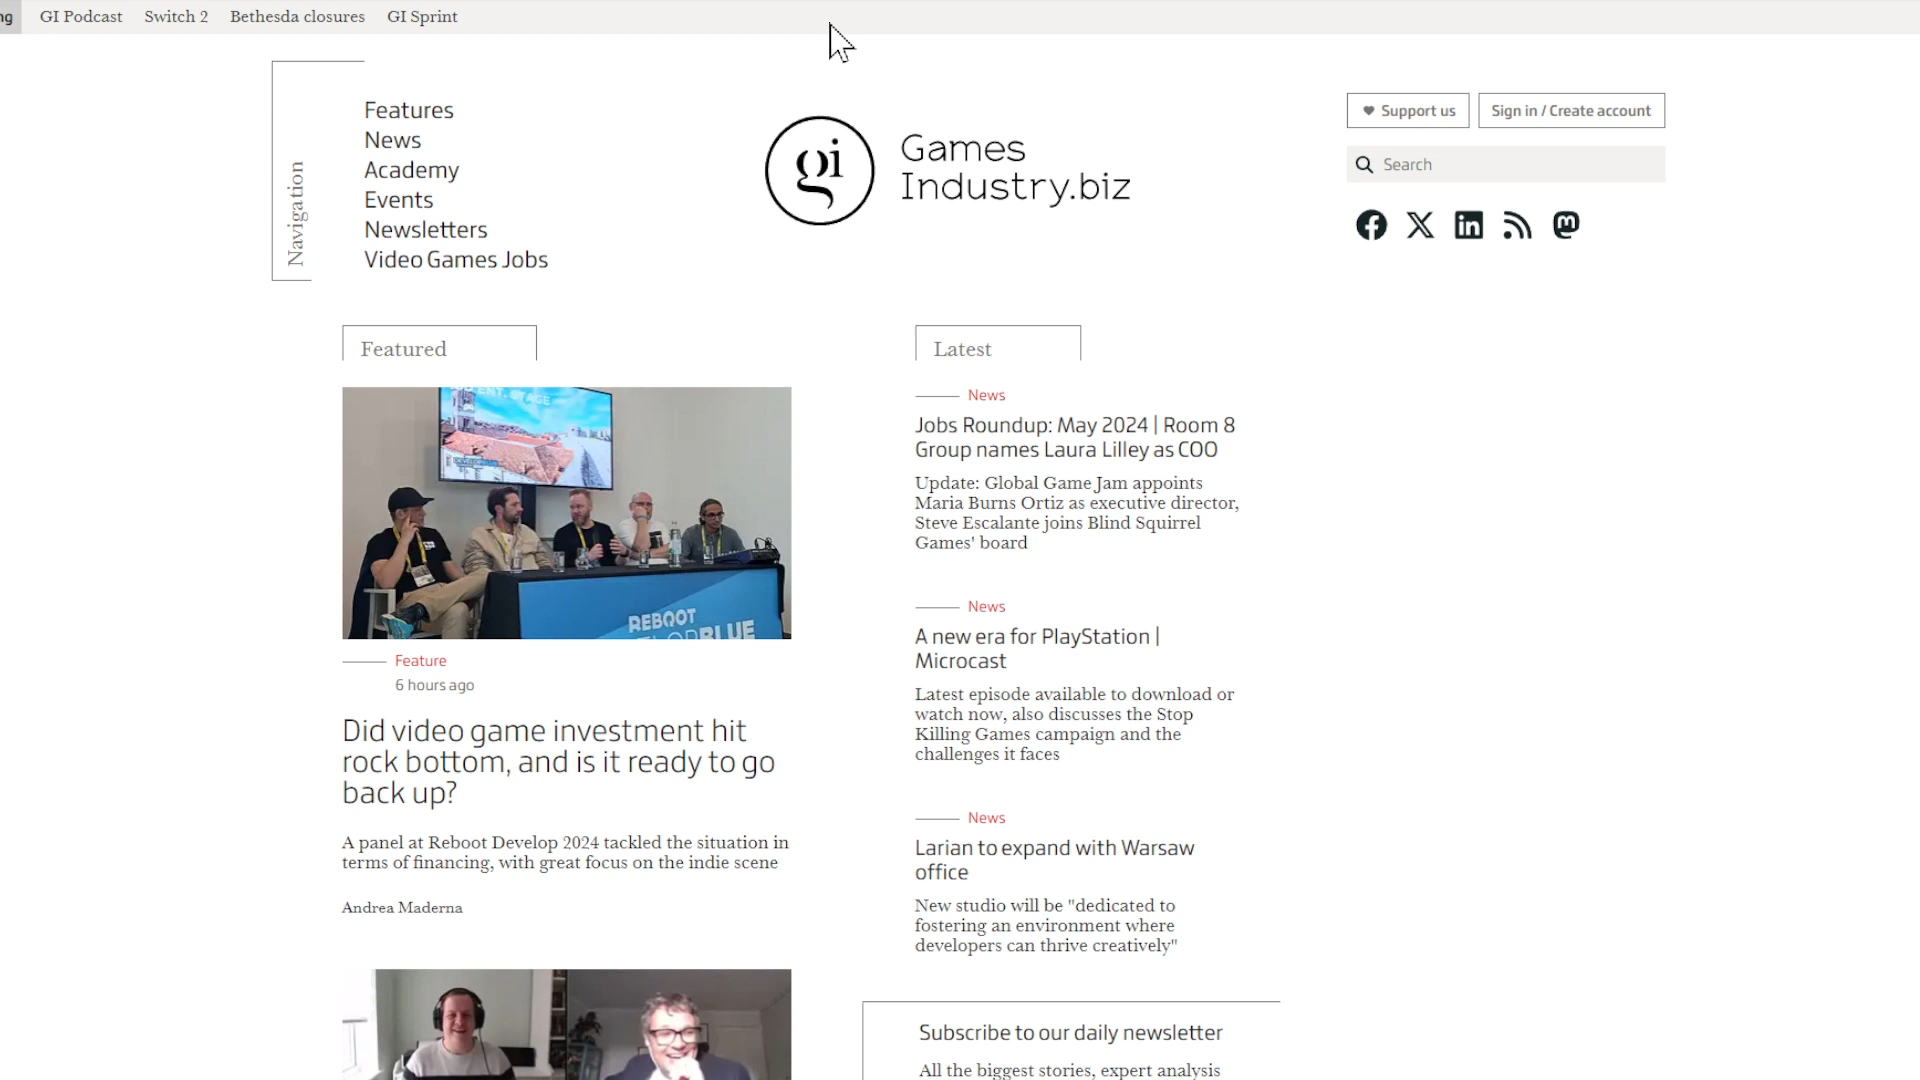 ng GI Podcast Switch 2 Bethesda closures GI Sprint
Navigation
Features
News
Academy
Events
Newsletters
Video Games Jobs
gi
Games
Industry.biz
Support us Sign in / Create account
Search
Featured
REBOOT
BLUE
Feature
6 hours ago
Did video game investment hit
rock bottom, and is it ready to go
back up?
A panel at Reboot Develop 2024 tackled the situation in
terms of financing, with great focus on the indie scene
Andrea Maderna
Latest
News
Jobs Roundup: May 2024 | Room 8
Group names Laura Lilley as COO
Update: Global Game Jam appoints
Maria Burns Ortiz as executive director,
Steve Escalante joins Blind Squirrel
Games' board
News
A new era for PlayStation |
Microcast
Latest episode available to download or
watch now, also discusses the Stop
Killing Games campaign and the
challenges it faces
News
Larian to expand with Warsaw
office
New studio will be "dedicated to
fostering an environment where
developers can thrive creatively"
Subscribe to our daily newsletter
All the biggest stories, expert analysis